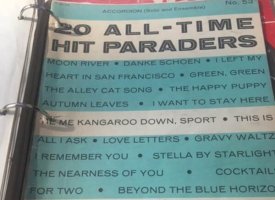 ACCORDION (Solo and Ensemble) No. 53
20 ALL-TIME
HIT PARADERS
MOON RIVER • DANKE SCHOEN • I LEFT MY
HEART IN SAN FRANCISCO • GREEN, GREEN
THE ALLEY CAT SONG • THE HAPPY PUPPY
AUTUMN LEAVES • I WANT TO STAY HERE
ME KANGAROO DOWN, SPORT • THIS IS
ALL I ASK • LOVE LETTERS • GRAVY WALTZ
I REMEMBER YOU • STELLA BY STARLIGHT
THE NEARNESS OF YOU • COCKTAIL
FOR TWO • BEYOND THE BLUE HORIZO